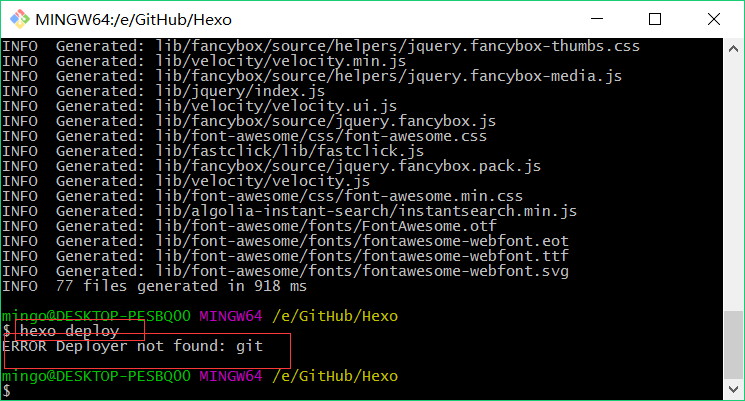 MINGW64:/e/GitHub/Hexo
INFO  Generated: lib/fancybox/source/helpers/jquery.fancybox-thumbs.css
INFO  Generated: lib/velocity/velocity.min.js
INFO  Generated: lib/fancybox/source/helpers/jquery.fancybox-media.js
INFO  Generated: lib/jquery/index.js
INFO  Generated: lib/velocity/velocity.ui.js
INFO  Generated: lib/fancybox/source/jquery.fancybox.js
INFO  Generated: lib/font-awesome/css/font-awesome.css
INFO  Generated: lib/fastclick/lib/fastclick.js
INFO  Generated: lib/fancybox/source/jquery.fancybox.pack.js
INFO  Generated: lib/velocity/velocity.js
INFO  Generated: lib/font-awesome/css/font-awesome.min.css
INFO  Generated: lib/algolia-instant-search/instantsearch.min.js
INFO  Generated: lib/font-awesome/fonts/FontAwesome.otf
INFO  Generated: lib/font-awesome/fonts/fontawesome-webfont.eot
INFO  Generated: lib/font-awesome/fonts/fontawesome-webfont.ttf
INFO  Generated: lib/font-awesome/fonts/fontawesome-webfont.svg
INFO  77 files generated in 918 ms
mingo@DESKTOP-PESBQ00 MINGW64 /e/GitHub/Hexo
$ hexo deploy
ERROR Deployer not found: git
mingo@DESKTOP-PESBQ00 MINGW64 /e/GitHub/Hexo
$